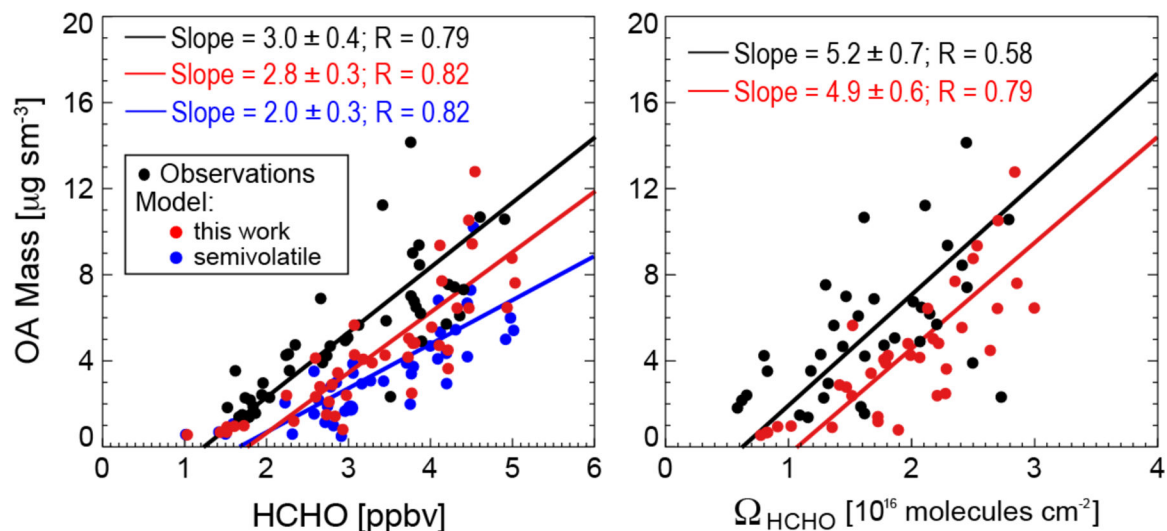 Slope = 3.0 ± 0.4; R = 0.79
Slope = 2.8 ± 0.3; R = 0.82
Slope = 2.0 ± 0.3; R = 0.82
Observations
Model:
this work
semivolatile
OA Mass [µg sm⁻³]
20
16
12
8
4
0
0 1 2 3 4 5 6
HCHO [ppbv]
Slope = 5.2 ± 0.7; R = 0.58
Slope = 4.9 ± 0.6; R = 0.79
20
16
12
8
4
0
0 1 2 3 4
Ω_HCHO [10¹⁶ molecules cm⁻²]